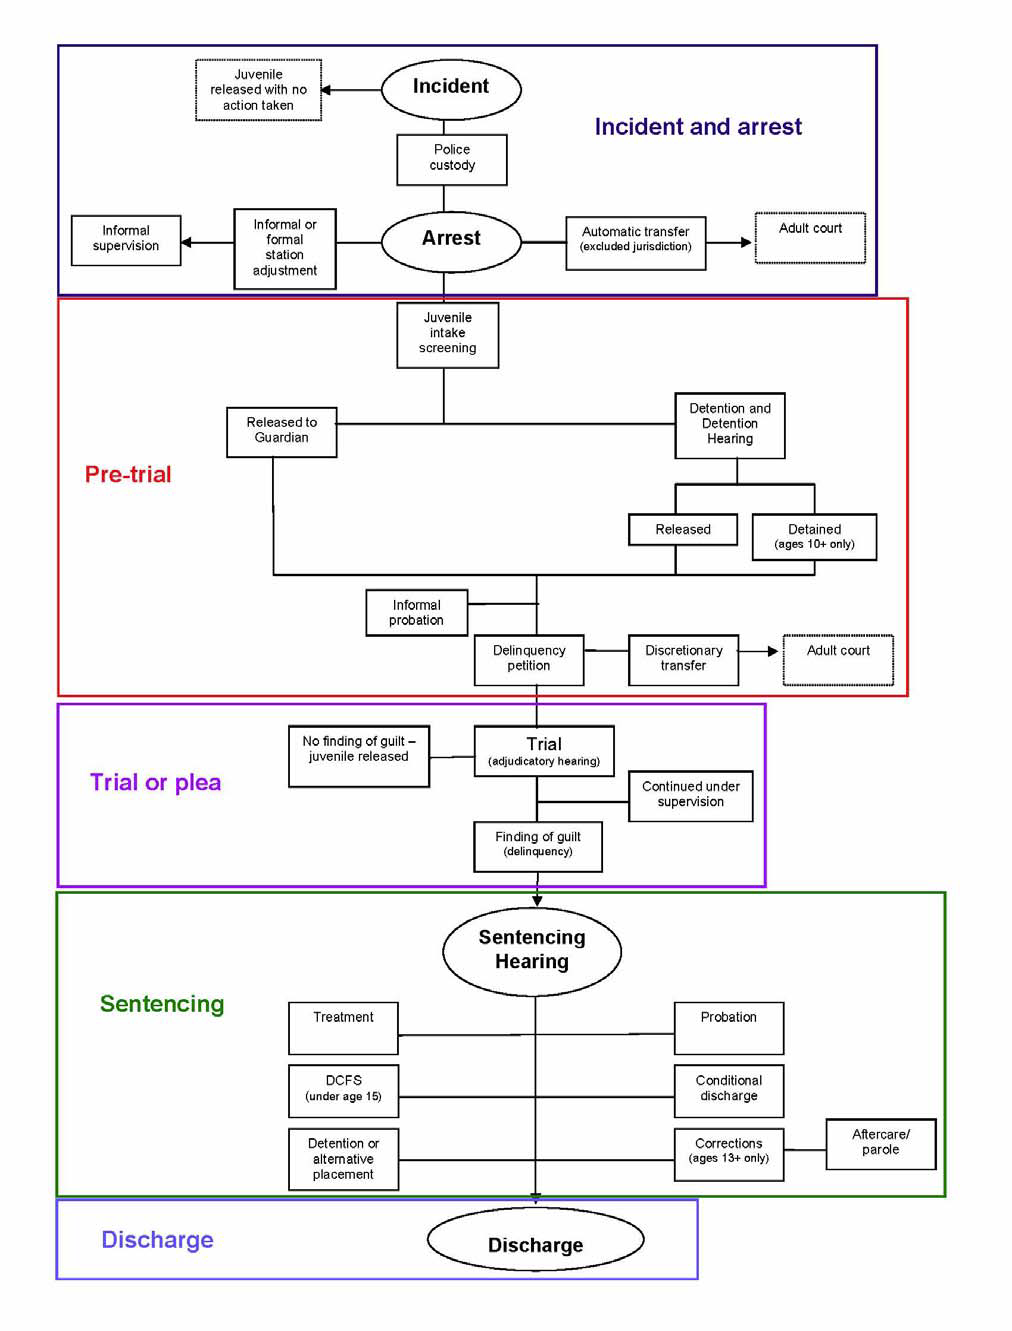 Juvenile
released with no
action taken
Incident
Incident and arrest
Police
custody
Informal
supervision
Informal or
formal
station
adjustment
Arrest
Automatic transfer
(excluded jurisdiction)
Adult court
Juvenile
intake
screening
Released to
Guardian
Detention and
Detention
Hearing
Pre-trial
Released
Detained
(ages 10+ only)
Informal
probation
Delinquency
petition
Discretionary
transfer
Adult court
No finding of guilt –
juvenile released
Trial
(adjudicatory hearing)
Trial or plea
Continued under
supervision
Finding of guilt
(delinquency)
Sentencing
Hearing
Sentencing
Treatment
Probation
DCFS
(under age 15)
Conditional
discharge
Detention or
alternative
placement
Corrections
(ages 13+ only)
Aftercare/
parole
Discharge
Discharge